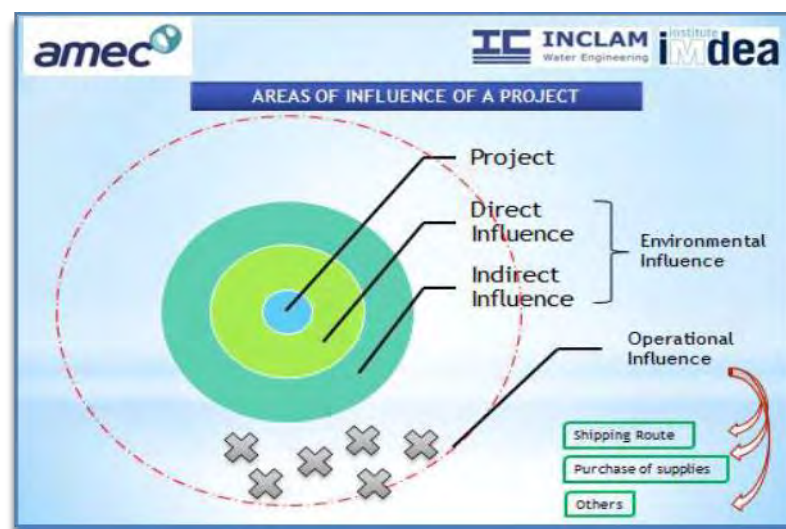 amec
INCLAM
Water Engineering
institute
iMdea
AREAS OF INFLUENCE OF A PROJECT
Project
Direct
Influence
Indirect
Influence
Environmental
Influence
Operational
Influence
Shipping Route
Purchase of supplies
Others